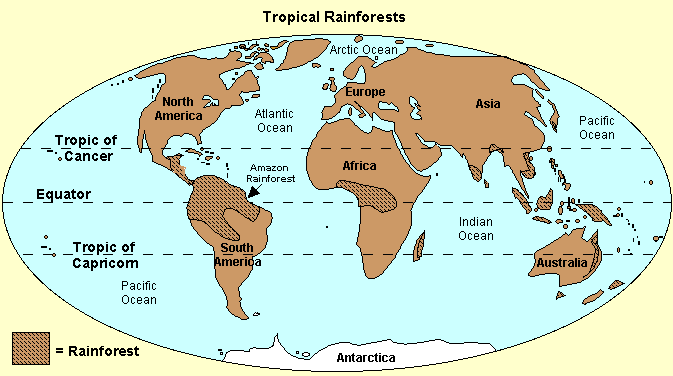 Tropical Rainforests
Arctic Ocean
North
America
Europe
Asia
Atlantic
Ocean
Pacific
Ocean
Tropic of
Cancer
Africa
Amazon
Rainforest
Equator
Indian
Ocean
Tropic of
Capricorn
South
America
Australia
Pacific
Ocean
= Rainforest
Antarctica